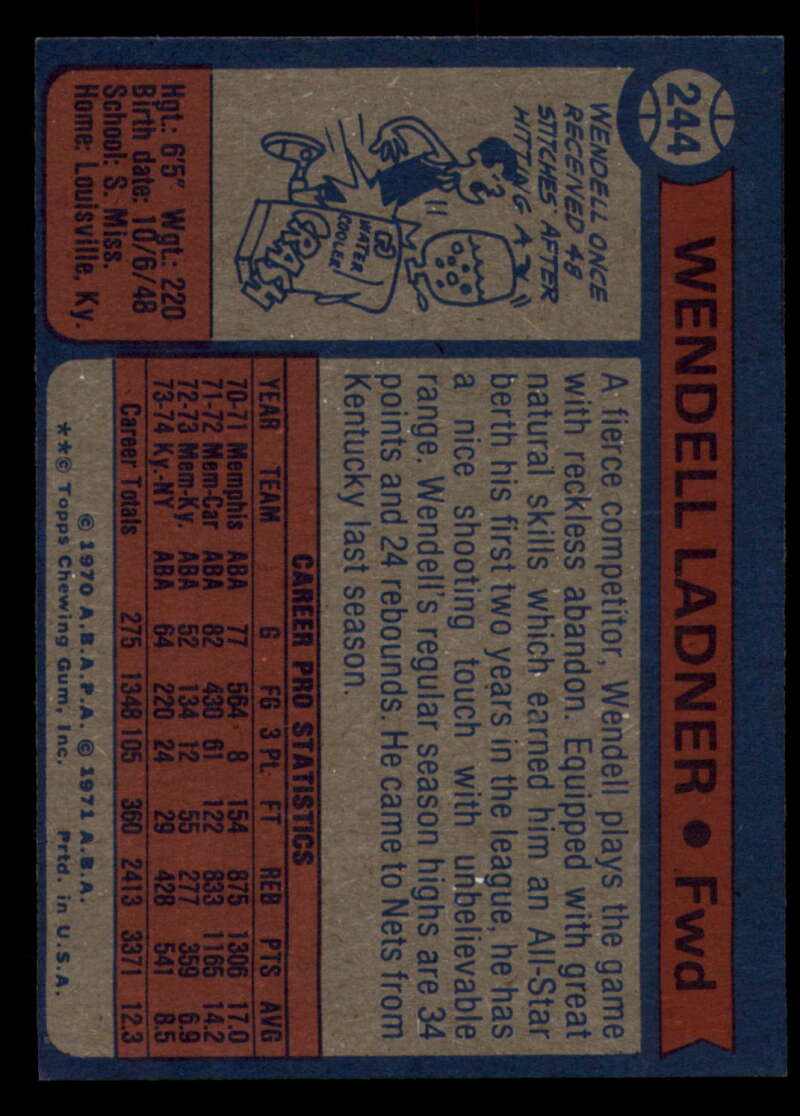 244
WENDELL LADNER • Fwd
WENDELL ONCE
RECEIVED 48
STITCHES AFTER
HITTING A
WATER
COOLER
CRASH
Hgt.: 6'5" Wgt.: 220
Birth date: 10/6/48
School: S. Miss.
Home: Louisville, Ky.
A fierce competitor, Wendell plays the game
with reckless abandon. Equipped with great
natural skills which earned him an All-Star
berth his first two years in the league, he has
a nice shooting touch with unbelievable
range. Wendell's regular season highs are 34
points and 24 rebounds. He came to Nets from
Kentucky last season.
CAREER PRO STATISTICS
YEAR TEAM G FG 3 Pt. FT REB PTS AVG
70-71 Memphis ABA 77 564 8 154 875 1306 17.0
71-72 Mem-Car ABA 82 430 61 122 833 1165 14.2
72-73 Mem-Ky. ABA 52 134 12 55 277 359 6.9
73-74 Ky.-NY ABA 64 220 24 29 428 541 8.5
Career Totals 275 1348 105 360 2413 3371 12.3
© 1970 A.B.A.P.A. © 1971 A.B.A.
**© Topps Chewing Gum, Inc. Prtd. in U.S.A.